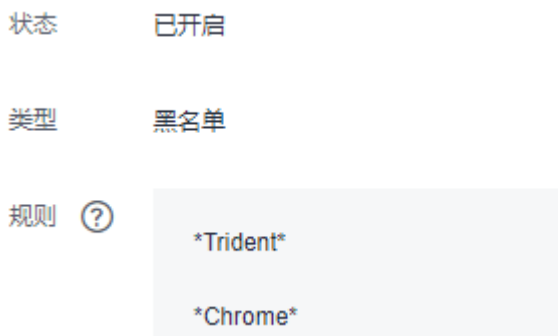 状态 已开启
类型 黑名单
规则 ? *Trident*
*Chrome*